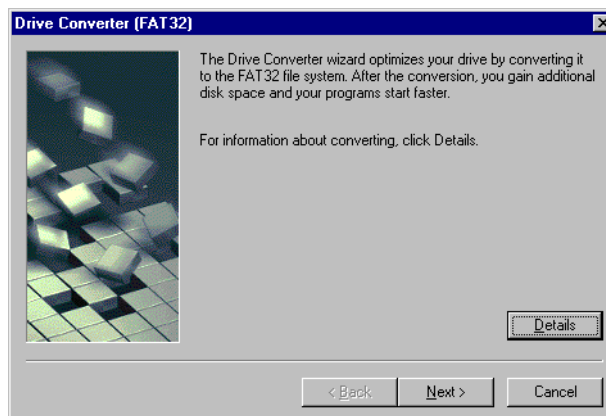 Drive Converter (FAT32)
The Drive Converter wizard optimizes your drive by converting it
to the FAT32 file system. After the conversion, you gain additional
disk space and your programs start faster.
For information about converting, click Details.
Details
< Back
Next >
Cancel